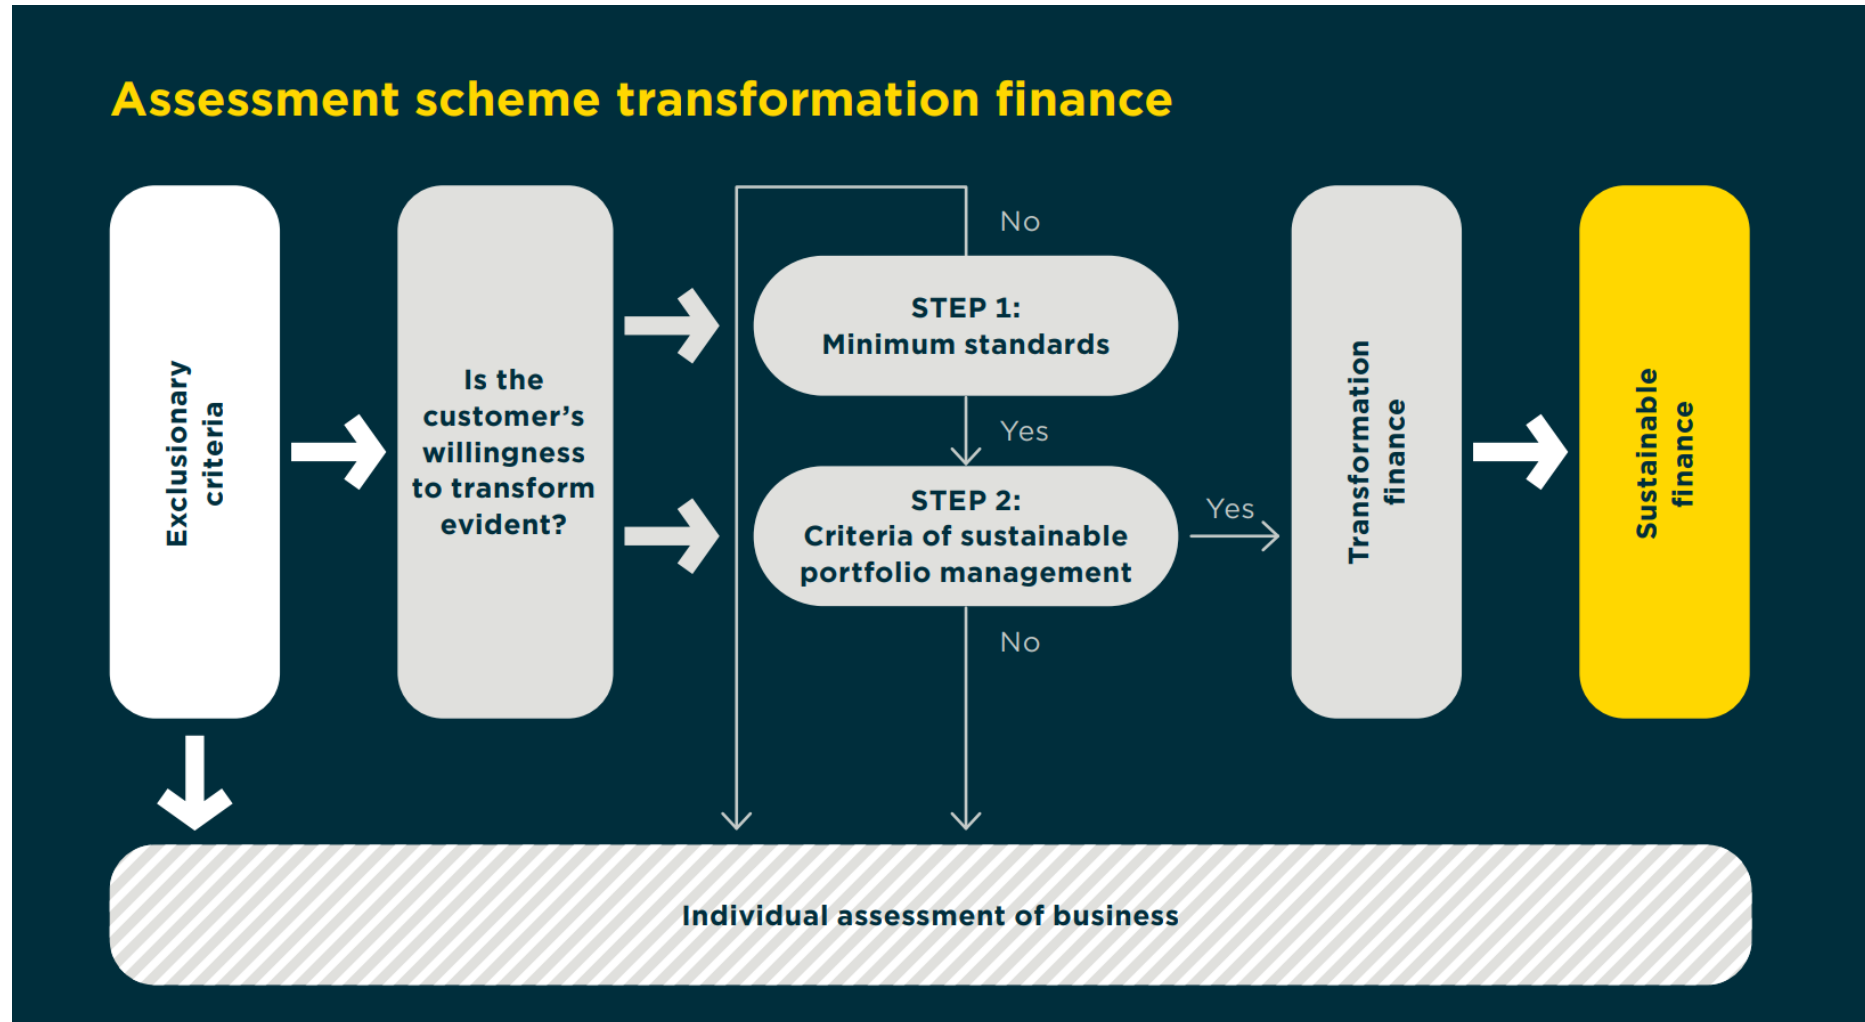 Assessment scheme transformation finance
Exclusionary
criteria
Is the
customer’s
willingness
to transform
evident?
No
STEP 1:
Minimum standards
Yes
STEP 2:
Criteria of sustainable
portfolio management
Yes
No
Transformation
finance
Sustainable
finance
Individual assessment of business